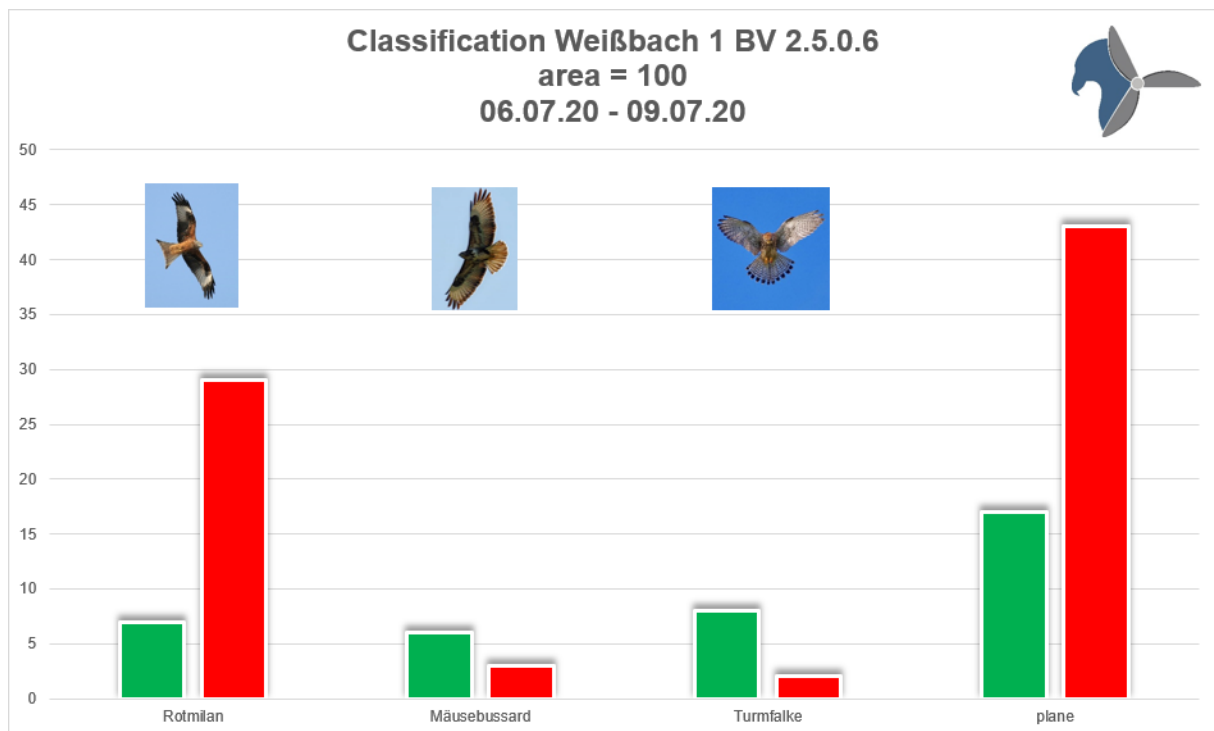 Classification Weißbach 1 BV 2.5.0.6
area = 100
06.07.20 - 09.07.20
50
45
40
35
30
25
20
15
10
5
0
Rotmilan
Mäusebussard
Turmfalke
plane